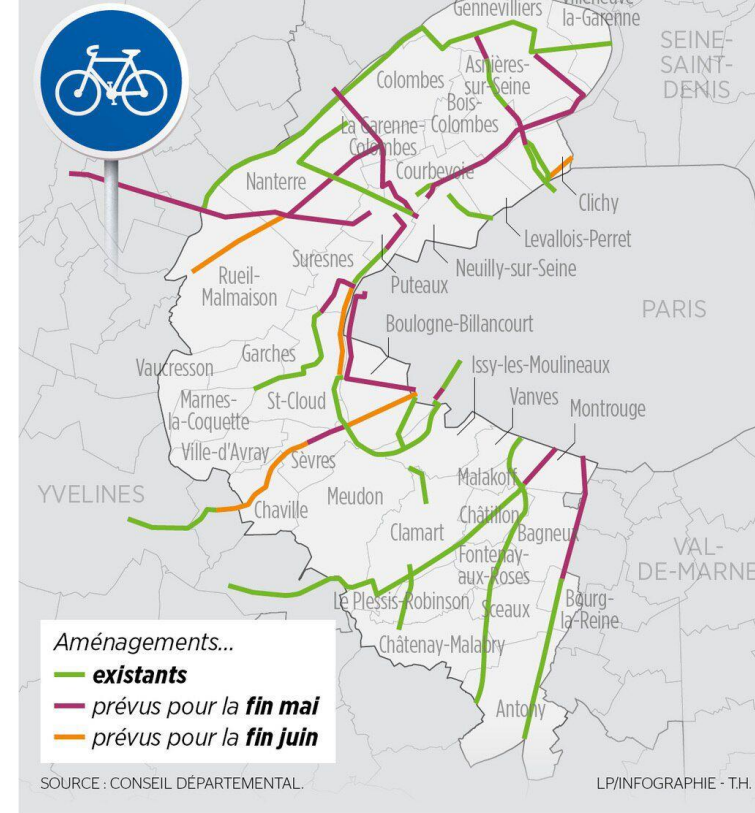 Gennevilliers
Villeneuve-
la-Garenne
SEINE-
SAINT-
DENIS
Asnières-
sur-Seine
Colombes
Bois-
Colombes
La Garenne-
Colombes
Courbevoie
Nanterre
Clichy
Levallois-Perret
Neuilly-sur-Seine
Puteaux
Suresnes
Rueil-
Malmaison
PARIS
Boulogne-Billancourt
Garches
Vaucresson
Issy-les-Moulineaux
Vanves
Montrouge
Marnes-
la-Coquette
St-Cloud
Ville-d'Avray
Sèvres
YVELINES
Chaville
Meudon
Malakoff
Châtillon
Clamart
Bagneux
Fontenay-
aux-Roses
VAL-
DE-MARNE
Le Plessis-Robinson
Sceaux
Bourg-
la-Reine
Châtenay-Malabry
Antony
Aménagements...
existants
prévus pour la fin mai
prévus pour la fin juin
SOURCE : CONSEIL DÉPARTEMENTAL.
LP/INFOGRAPHIE - T.H.